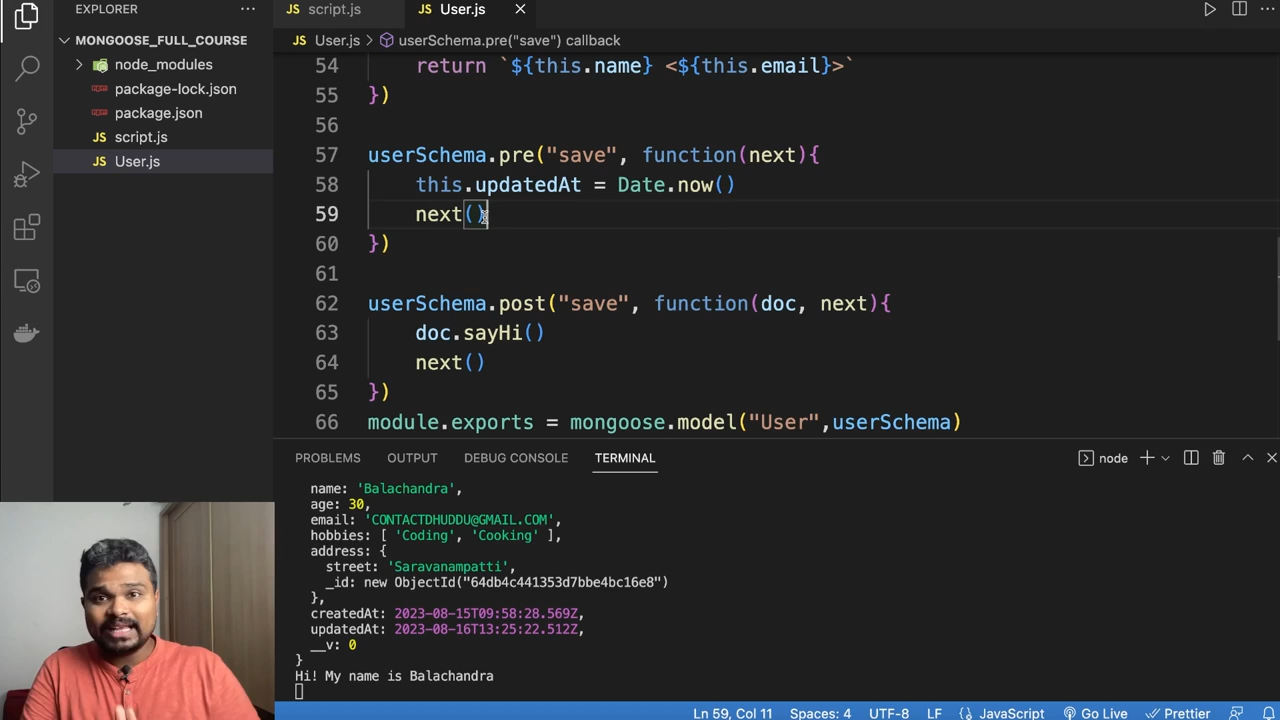 EXPLORER
···
MONGOOSE_FULL_COURSE
node_modules
package-lock.json
package.json
JS script.js
JS User.js
JS script.js
JS User.js
JS User.js > userSchema.pre("save") callback
54 return `${this.name} <${this.email}>`
55 })
56
57 userSchema.pre("save", function(next){
58 this.updatedAt = Date.now()
59 next()
60 })
61
62 userSchema.post("save", function(doc, next){
63 doc.sayHi()
64 next()
65 })
66 module.exports = mongoose.model("User",userSchema)
PROBLEMS OUTPUT DEBUG CONSOLE TERMINAL
node
name: 'Balachandra',
age: 30,
email: 'CONTACTDHUDDU@GMAIL.COM',
hobbies: [ 'Coding', 'Cooking' ],
address: {
street: 'Saravanampatti',
_id: new ObjectId("64db4c441353d7bbe4bc16e8")
},
createdAt: 2023-08-15T09:58:28.569Z,
updatedAt: 2023-08-16T13:25:22.512Z,
__v: 0
}
Hi! My name is Balachandra
Ln 59, Col 11 Spaces: 4 UTF-8 LF {} JavaScript Go Live Prettier